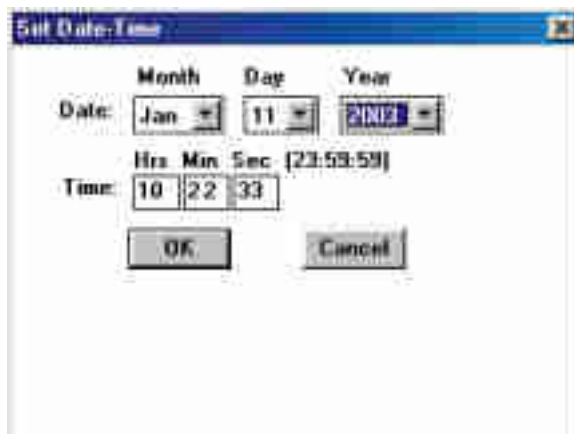 Set Date-Time
Month Day Year
Date: Jan 11 2003
Hrs Min Sec [23:59:59]
Time: 10 22 33
OK Cancel